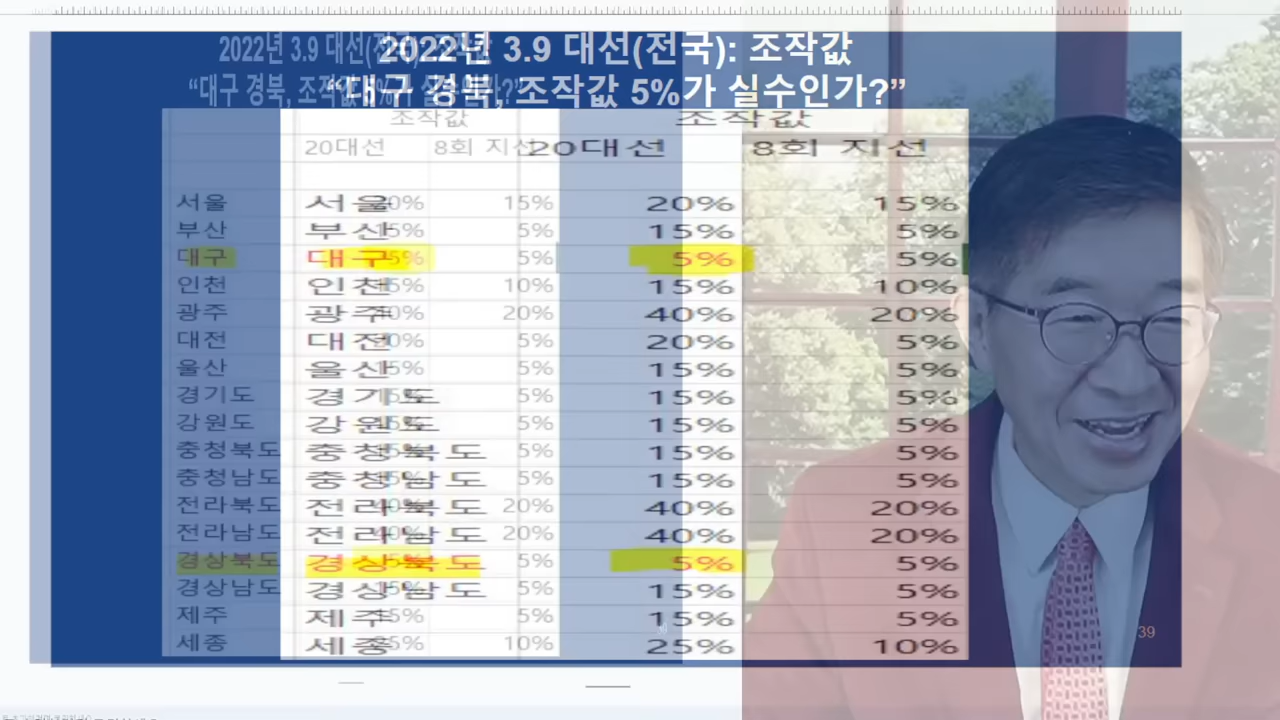 2022년 3.9 대선(전국): 조작값
“대구 경북, 조작값 5%가 실수인가?”
조작값
20대선 8회 지선
서울 20% 15%
부산 15% 5%
대구 5% 5%
인천 15% 10%
광주 40% 20%
대전 20% 5%
울산 15% 5%
경기도 15% 5%
강원도 15% 5%
충청북도 15% 5%
충청남도 15% 5%
전라북도 40% 20%
전라남도 40% 20%
경상북도 5% 5%
경상남도 15% 5%
제주 15% 5%
세종 25% 10%
39